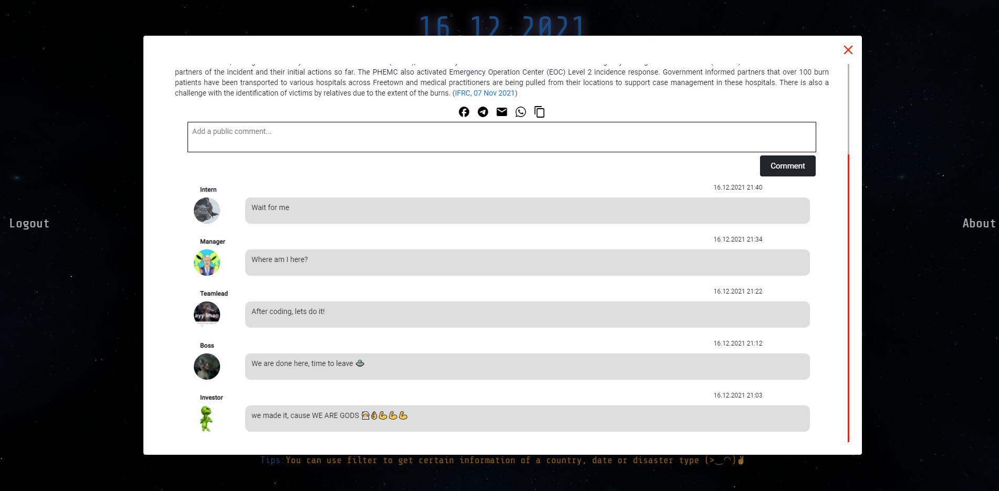 16.12.2021
partners of the incident and their initial actions so far. The PHEMC also activated Emergency Operation Center (EOC) Level 2 incidence response. Government informed partners that over 100 burn
patients have been transported to various hospitals across Freetown and medical practitioners are being pulled from their locations to support case management in these hospitals. There is also a
challenge with the identification of victims by relatives due to the extent of the burns. (IFRC, 07 Nov 2021)
Add a public comment...
Comment
Intern
16.12.2021 21:40
Wait for me
Logout
About
Manager
16.12.2021 21:34
Where am I here?
Teamlead
16.12.2021 21:22
ayy lmao
After coding, lets do it!
Boss
16.12.2021 21:12
We are done here, time to leave 🛸
Investor
16.12.2021 21:03
we made it, cause WE ARE GODS 👌💪💪💪
Tips:You can use filter to get certain information of a country, date or disaster type (>‿◠)✌